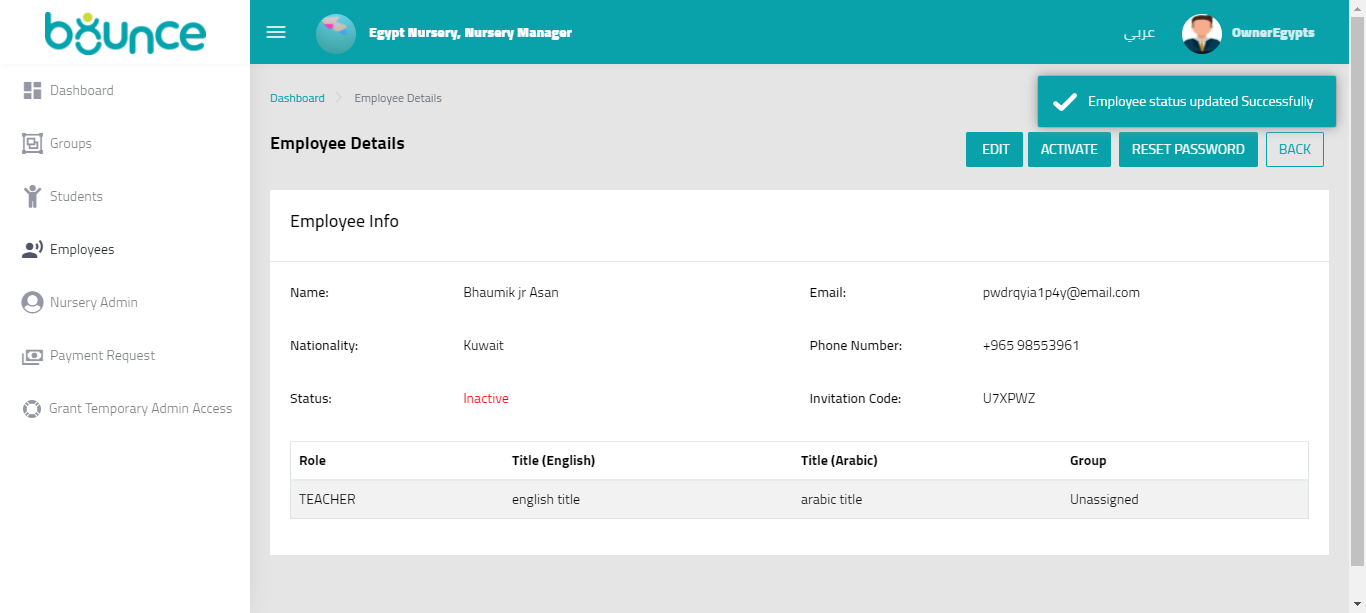 bounce
Egypt Nursery, Nursery Manager
عربي
OwnerEgypts
Dashboard
Groups
Students
Employees
Nursery Admin
Payment Request
Grant Temporary Admin Access
Dashboard > Employee Details
Employee status updated Successfully
Employee Details
EDIT ACTIVATE RESET PASSWORD BACK
Employee Info
Name: Bhaumik jr Asan Email: pwdrqyia1p4y@email.com
Nationality: Kuwait Phone Number: +965 98553961
Status: Inactive Invitation Code: U7XPWZ
Role Title (English) Title (Arabic) Group
TEACHER english title arabic title Unassigned